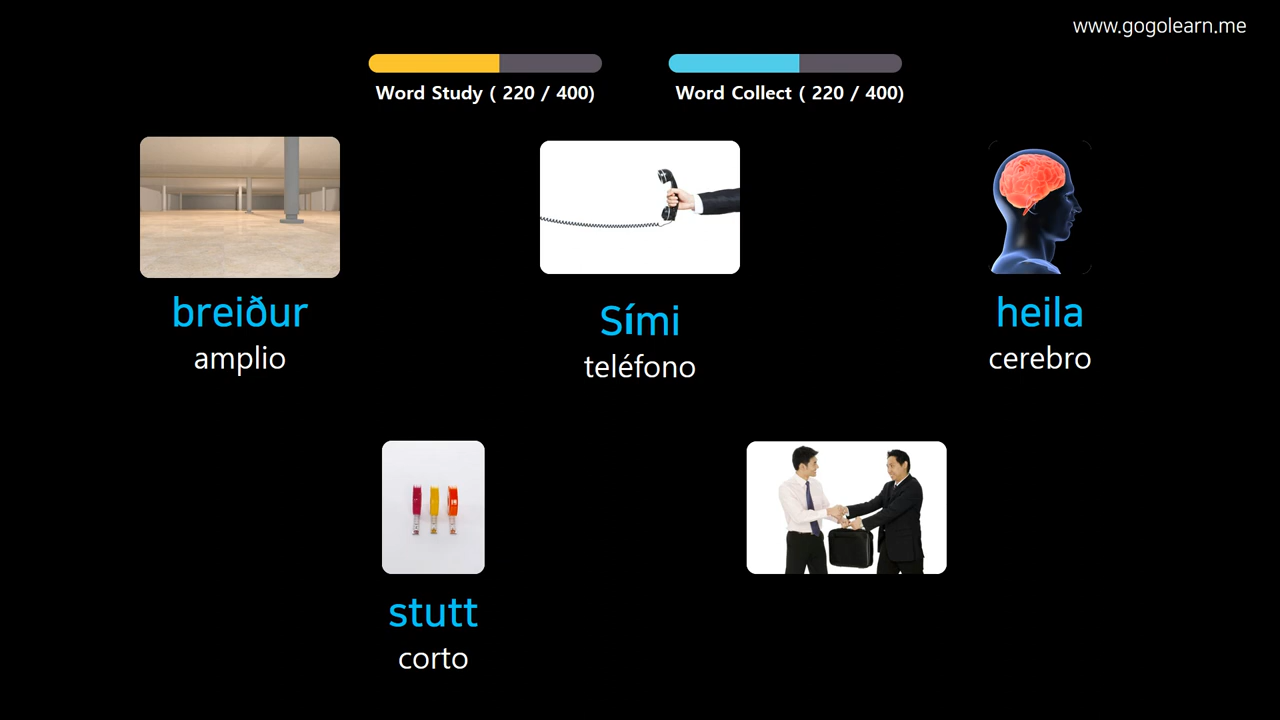 www.gogolearn.me
Word Study ( 220 / 400)
Word Collect ( 220 / 400)
breiður
amplio
Sími
teléfono
heila
cerebro
stutt
corto